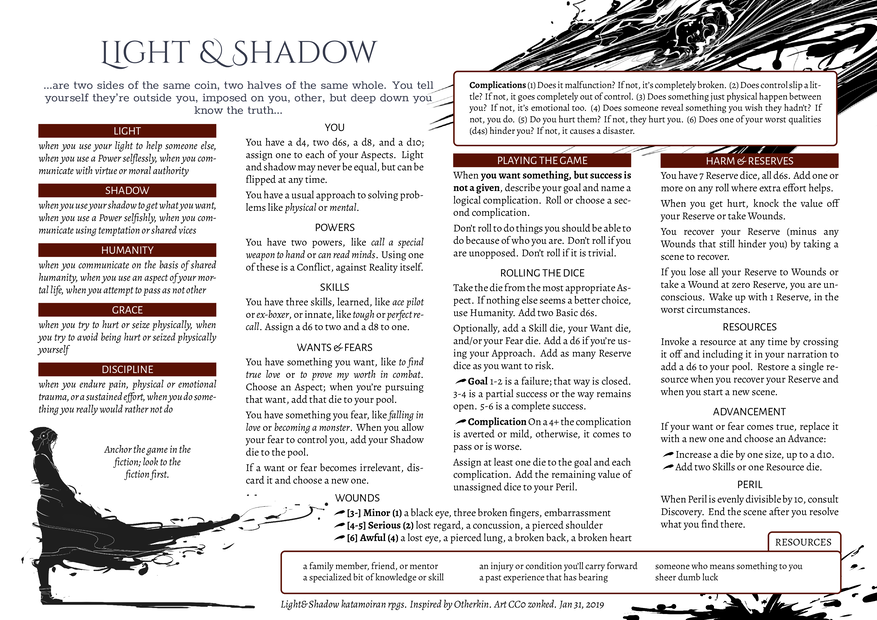 LIGHT & SHADOW
...are two sides of the same coin, two halves of the same whole. You tell
yourself they're outside you, imposed on you, other, but deep down you
know the truth...
LIGHT
when you use your light to help someone else,
when you use a Power selflessly, when you com-
municate with virtue or moral authority
SHADOW
when you use your shadow to get what you want,
when you use a Power selfishly, when you com-
municate using temptation or shared vices
HUMANITY
when you communicate on the basis of shared
humanity, when you use an aspect of your mor-
tal life, when you attempt to pass as not other
GRACE
when you try to hurt or seize physically, when
you try to avoid being hurt or seized physically
yourself
DISCIPLINE
when you endure pain, physical or emotional
trauma, or a sustained effort, when you do some-
thing you really would rather not do
Anchor the game in the
fiction; look to the
fiction first.
YOU
You have a d4, two d6s, a d8, and a d10;
assign one to each of your Aspects. Light
and shadow may never be equal, but can be
flipped at any time.
You have a usual approach to solving prob-
lems like physical or mental.
POWERS
You have two powers, like call a special
weapon to hand or can read minds. Using one
of these is a Conflict, against Reality itself.
SKILLS
You have three skills, learned, like ace pilot
or ex-boxer, or innate, like tough or perfect re-
call. Assign a d6 to two and a d8 to one.
WANTS & FEARS
You have something you want, like to find
true love or to prove my worth in combat.
Choose an Aspect; when you're pursuing
that want, add that die to your pool.
You have something you fear, like falling in
love or becoming a monster. When you allow
your fear to control you, add your Shadow
die to the pool.
If a want or fear becomes irrelevant, dis-
card it and choose a new one.
WOUNDS
[3-] Minor (1) a black eye, three broken fingers, embarrassment
[4-5] Serious (2) lost regard, a concussion, a pierced shoulder
[6] Awful (4) a lost eye, a pierced lung, a broken back, a broken heart
Complications (1) Does it malfunction? If not, it's completely broken. (2) Does control slip a lit-
tle? If not, it goes completely out of control. (3) Does something just physical happen between
you? If not, it's emotional too. (4) Does someone reveal something you wish they hadn't? If
not, you do. (5) Do you hurt them? If not, they hurt you. (6) Does one of your worst qualities
(d4s) hinder you? If not, it causes a disaster.
PLAYING THE GAME
When you want something, but success is
not a given, describe your goal and name a
logical complication. Roll or choose a sec-
ond complication.
Don't roll to do things you should be able to
do because of who you are. Don't roll if you
are unopposed. Don't roll if it is trivial.
ROLLING THE DICE
Take the die from the most appropriate As-
pect. If nothing else seems a better choice,
use Humanity. Add two Basic d6s.
Optionally, add a Skill die, your Want die,
and/or your Fear die. Add a d6 if you're us-
ing your Approach. Add as many Reserve
dice as you want to risk.
Goal 1-2 is a failure; that way is closed.
3-4 is a partial success or the way remains
open. 5-6 is a complete success.
Complication On a 4+ the complication
is averted or mild, otherwise, it comes to
pass or is worse.
Assign at least one die to the goal and each
complication. Add the remaining value of
unassigned dice to your Peril.
HARM & RESERVES
You have 7 Reserve dice, all d6s. Add one or
more on any roll where extra effort helps.
When you get hurt, knock the value off
your Reserve or take Wounds.
You recover your Reserve (minus any
Wounds that still hinder you) by taking a
scene to recover.
If you lose all your Reserve to Wounds or
take a Wound at zero Reserve, you are un-
conscious. Wake up with 1 Reserve, in the
worst circumstances.
RESOURCES
Invoke a resource at any time by crossing
it off and including it in your narration to
add a d6 to your pool. Restore a single re-
source when you recover your Reserve and
when you start a new scene.
ADVANCEMENT
If your want or fear comes true, replace it
with a new one and choose an Advance:
Increase a die by one size, up to a d10.
Add two Skills or one Resource die.
PERIL
When Peril is evenly divisible by 10, consult
Discovery. End the scene after you resolve
what you find there.
RESOURCES
a family member, friend, or mentor
a specialized bit of knowledge or skill
an injury or condition you'll carry forward
a past experience that has bearing
someone who means something to you
sheer dumb luck
Light&Shadow katamoiran rpgs. Inspired by Otherkin. Art CC0 zonked. Jan 31, 2019